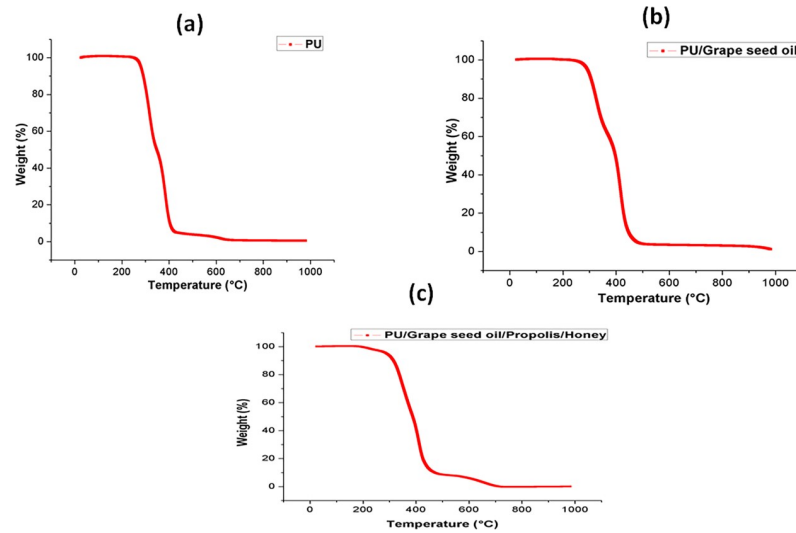 (a)
PU
100
80
60
40
20
0
Weight (%)
0 200 400 600 800 1000
Temperature (°C)
(b)
PU/Grape seed oil
100
80
60
40
20
0
Weight (%)
0 200 400 600 800 1000
Temperature (°C)
(c)
PU/Grape seed oil/Propolis/Honey
100
80
60
40
20
0
Weight (%)
0 200 400 600 800 1000
Temperature (°C)